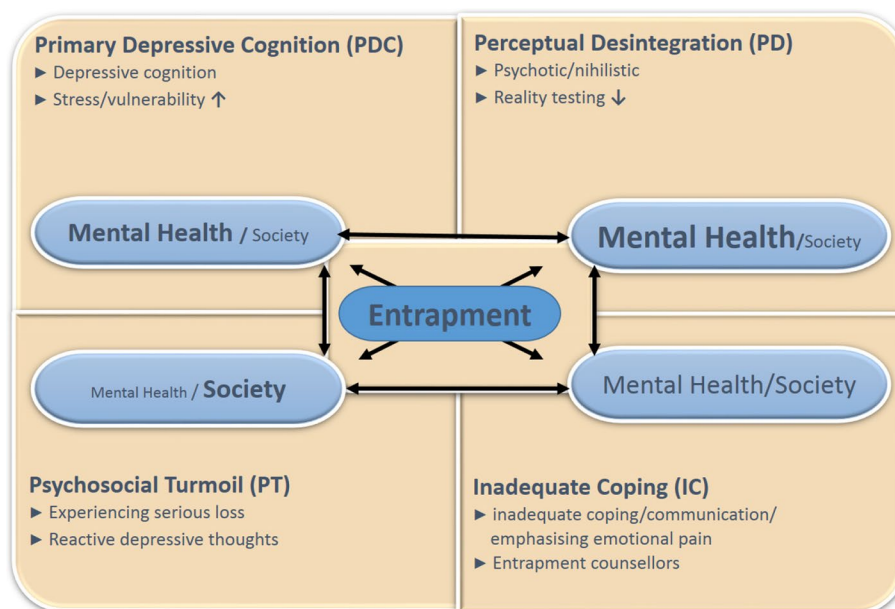 Primary Depressive Cognition (PDC)
► Depressive cognition
► Stress/vulnerability ↑
Perceptual Desintegration (PD)
► Psychotic/nihilistic
► Reality testing ↓
Mental Health / Society
Mental Health/Society
Entrapment
Mental Health / Society
Mental Health/Society
Psychosocial Turmoil (PT)
► Experiencing serious loss
► Reactive depressive thoughts
Inadequate Coping (IC)
► inadequate coping/communication/
emphasising emotional pain
► Entrapment counsellors